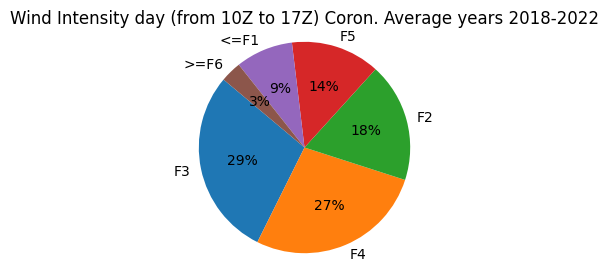 Wind Intensity day (from 10Z to 17Z) Coron. Average years 2018-2022
F5
<=F1
>=F6
14%
9%
3%
F2
18%
29%
F3
27%
F4